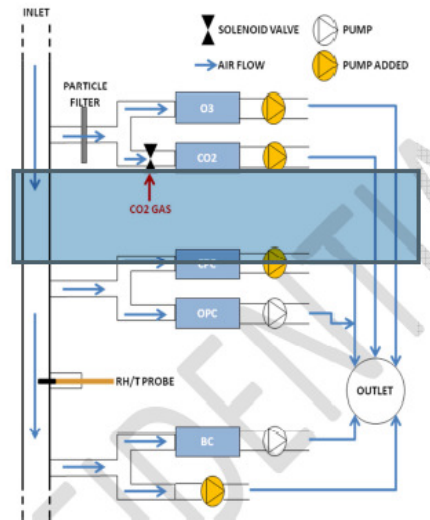 INLET
SOLENOID VALVE
PUMP
AIR FLOW
PUMP ADDED
PARTICLE
FILTER
O3
CO2
CO2 GAS
CPC
OPC
RH/T PROBE
OUTLET
BC